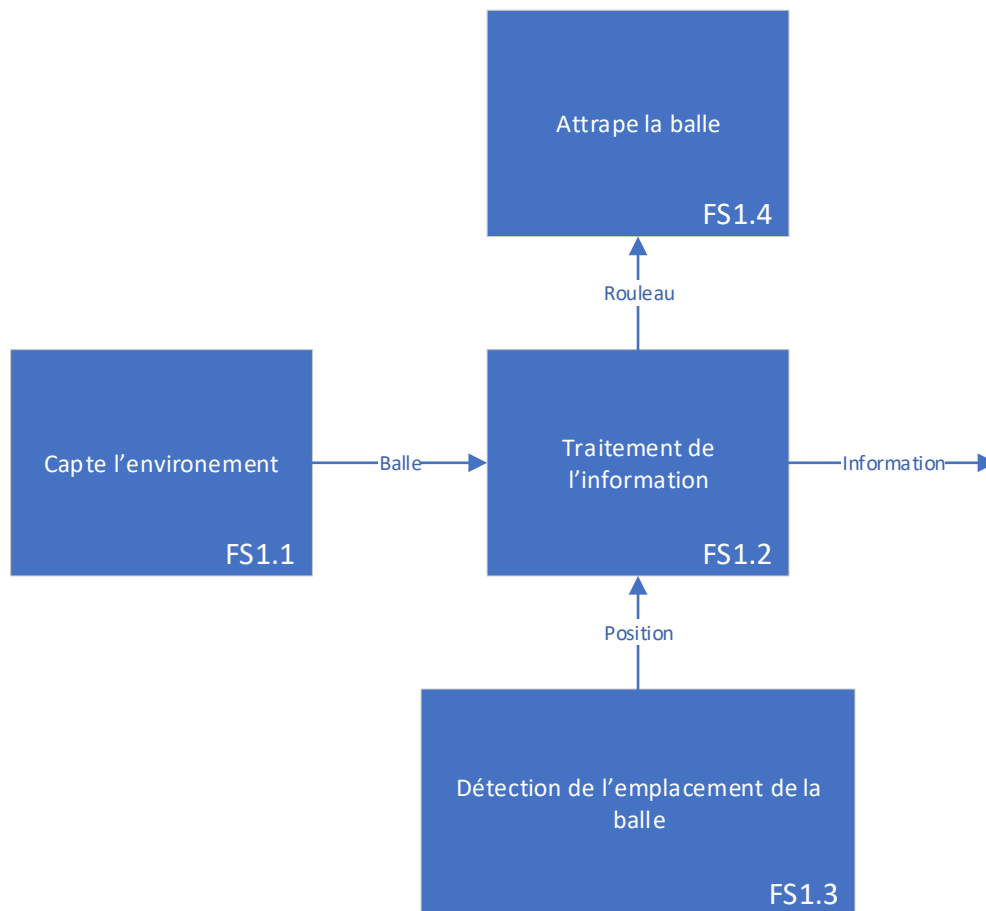 Attrape la balle
FS1.4
Rouleau
Capte l'environement
FS1.1
Balle
Traitement de
l'information
FS1.2
Information
Position
Détection de l'emplacement de la
balle
FS1.3